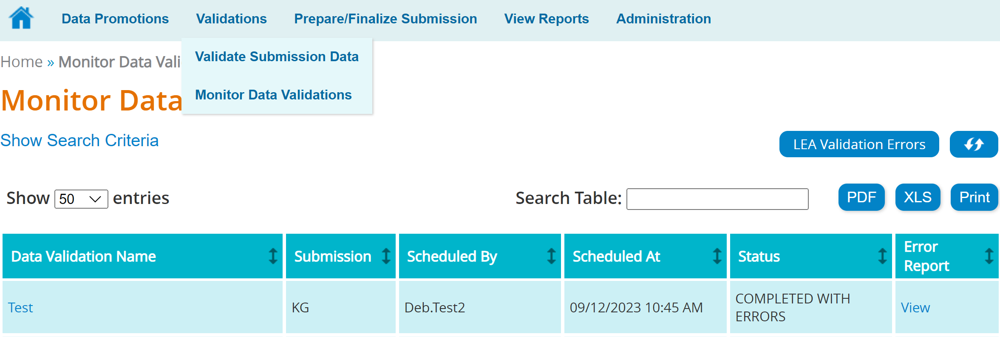 Data Promotions Validations Prepare/Finalize Submission View Reports Administration
Validate Submission Data
Monitor Data Validations
Home » Monitor Data Vali
Monitor Data
Show Search Criteria
LEA Validation Errors
Show 50 entries
Search Table:
PDF XLS Print
Data Validation Name Submission Scheduled By Scheduled At Status Error Report
Test KG Deb.Test2 09/12/2023 10:45 AM COMPLETED WITH ERRORS View